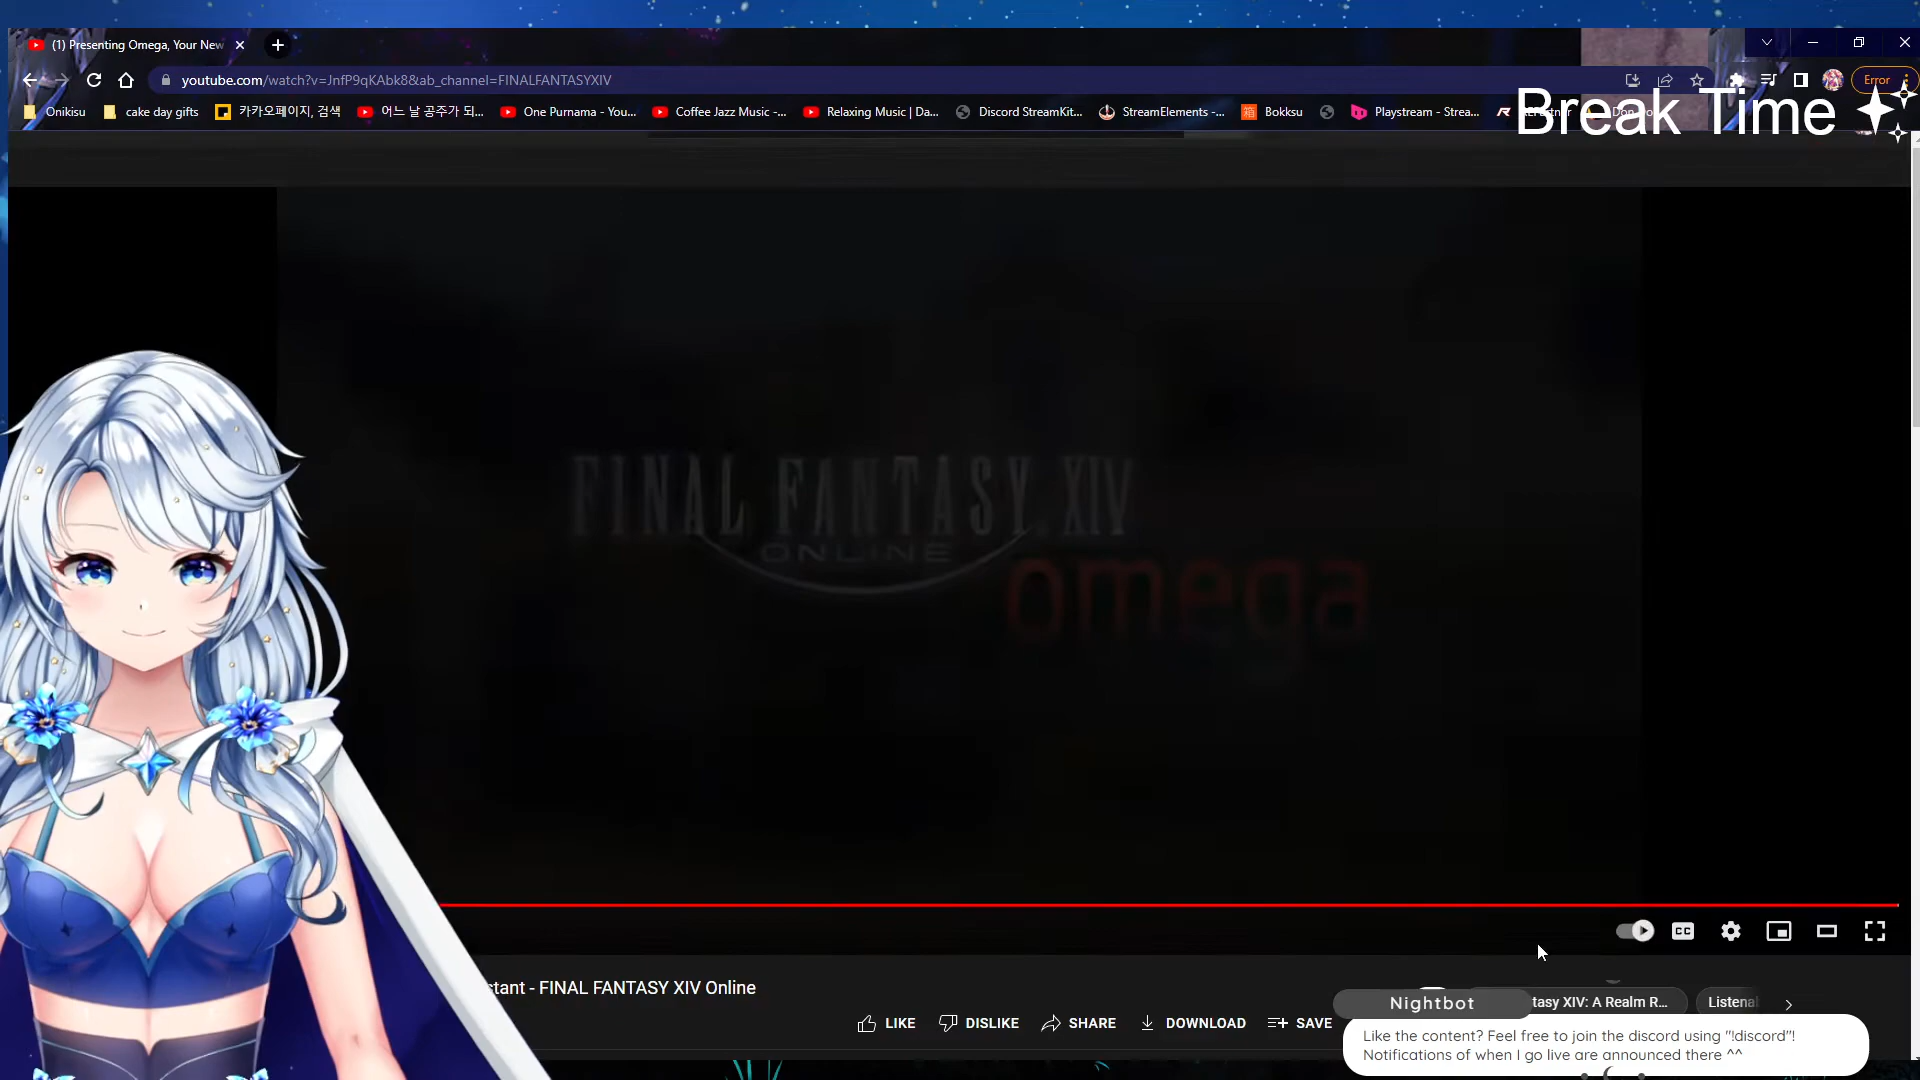 (1) Presenting Omega, Your New
youtube.com/watch?v=JnfP9qKAbk8&ab_channel=FINALFANTASYXIV
Error
Onikisu
cake day gifts
카카오페이지, 검색
어느 날 공주가 되...
One Purnama - You...
Coffee Jazz Music -...
Relaxing Music | Da...
Discord StreamKit...
StreamElements -...
Bokksu
Playstream - Strea...
Break Time
FINAL FANTASY XIV
ONLINE
omega
CC
stant - FINAL FANTASY XIV Online
LIKE
DISLIKE
SHARE
DOWNLOAD
SAVE
Nightbot
tasy XIV: A Realm R...
Listena
Like the content? Feel free to join the discord using "!discord"!
Notifications of when I go live are announced there ^^